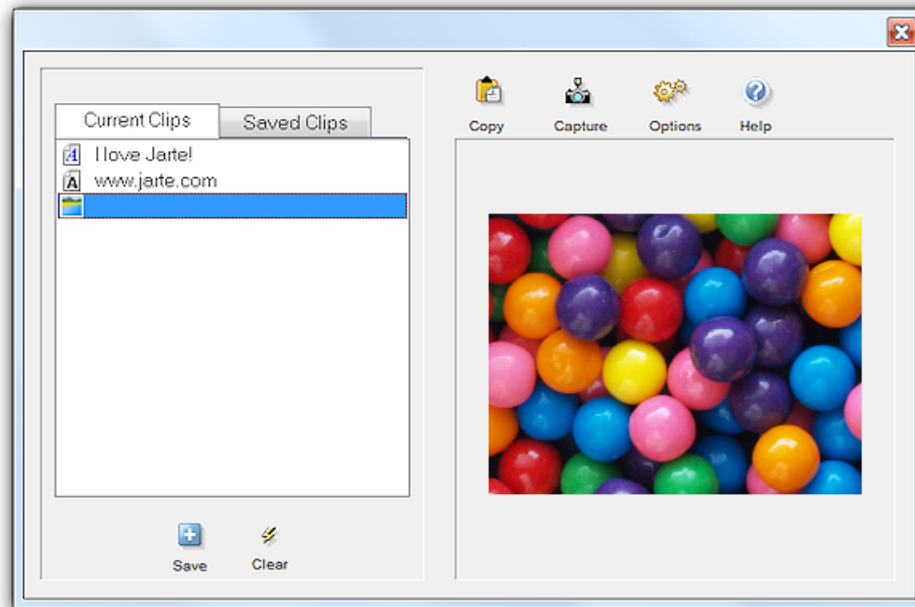 Current Clips
Saved Clips
I love Jarte!
www.jarte.com
Save
Clear
Copy
Capture
Options
Help